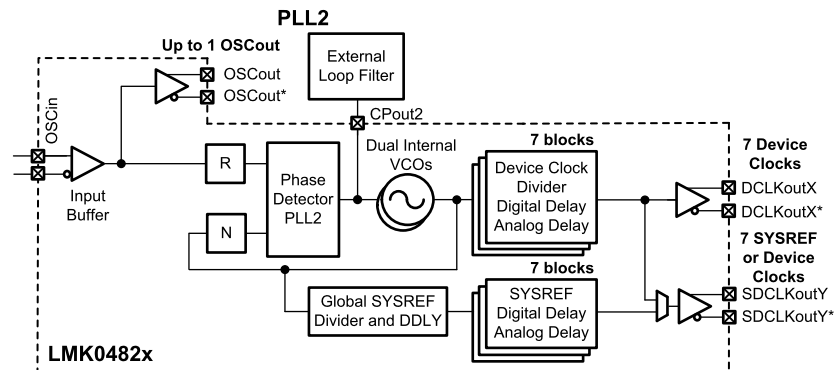 PLL2
Up to 1 OSCout
OSCout
OSCout*
External
Loop Filter
CPout2
OSCin
Input
Buffer
R
N
Phase
Detector
PLL2
Dual Internal
VCOs
7 blocks
Device Clock
Divider
Digital Delay
Analog Delay
7 Device
Clocks
DCLKoutX
DCLKoutX*
7 SYSREF
or Device
Clocks
SDCLKoutY
SDCLKoutY*
7 blocks
SYSREF
Digital Delay
Analog Delay
Global SYSREF
Divider and DDLY
LMK0482x